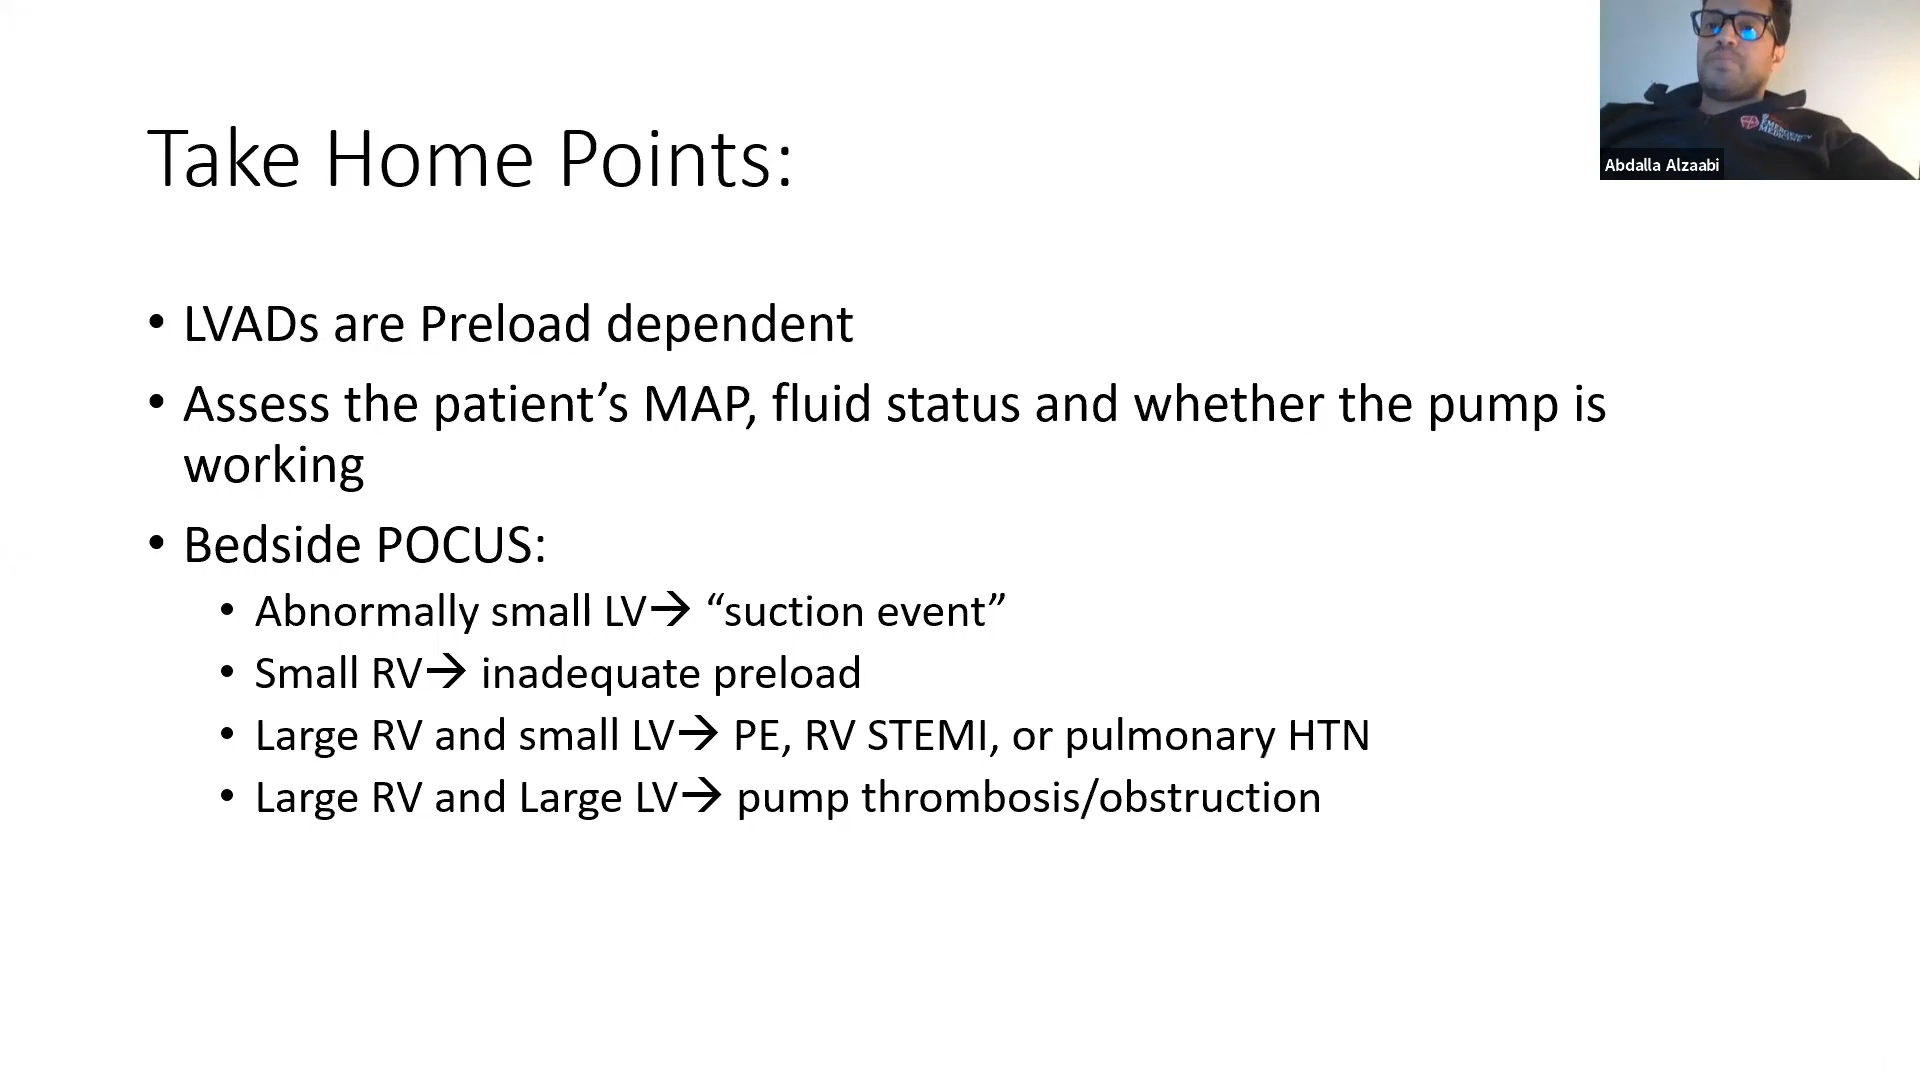 Take Home Points:
• LVADs are Preload dependent
• Assess the patient’s MAP, fluid status and whether the pump is
working
• Bedside POCUS:
• Abnormally small LV→ “suction event”
• Small RV→ inadequate preload
• Large RV and small LV→ PE, RV STEMI, or pulmonary HTN
• Large RV and Large LV→ pump thrombosis/obstruction
EMERGENCY
MEDICINE
Abdalla Alzaabi